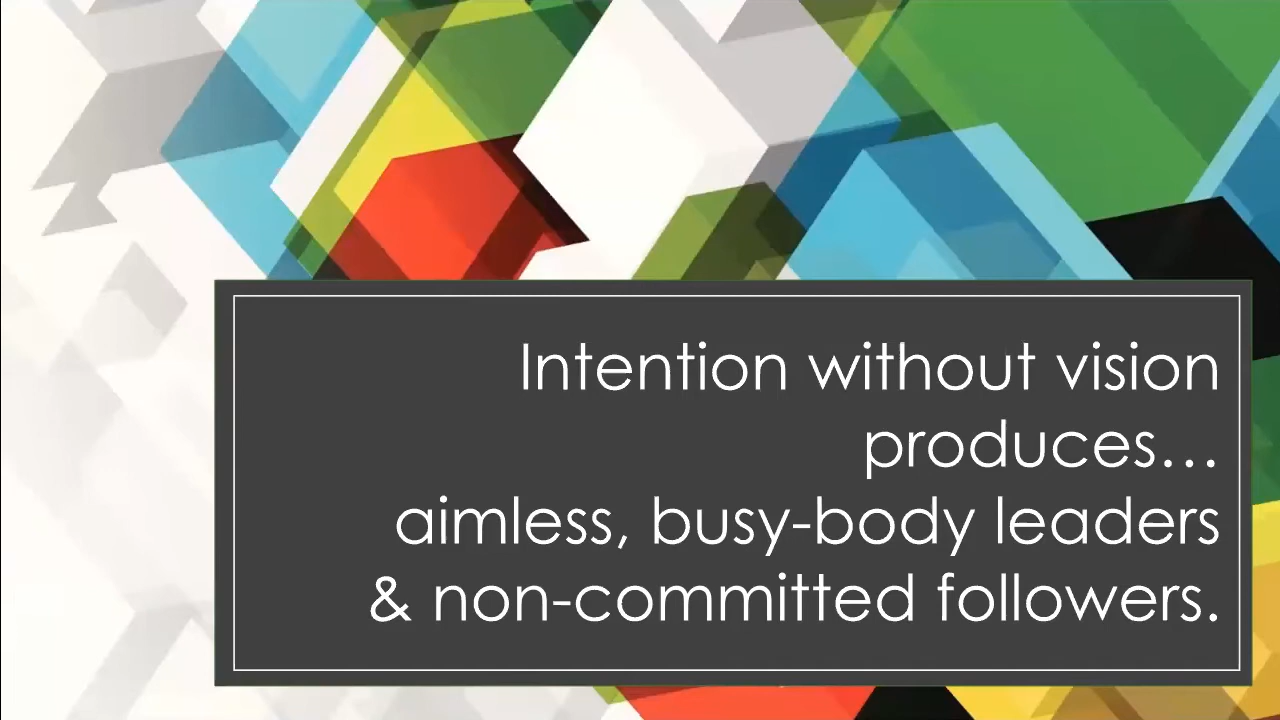 Intention without vision
produces…
aimless, busy-body leaders
& non-committed followers.